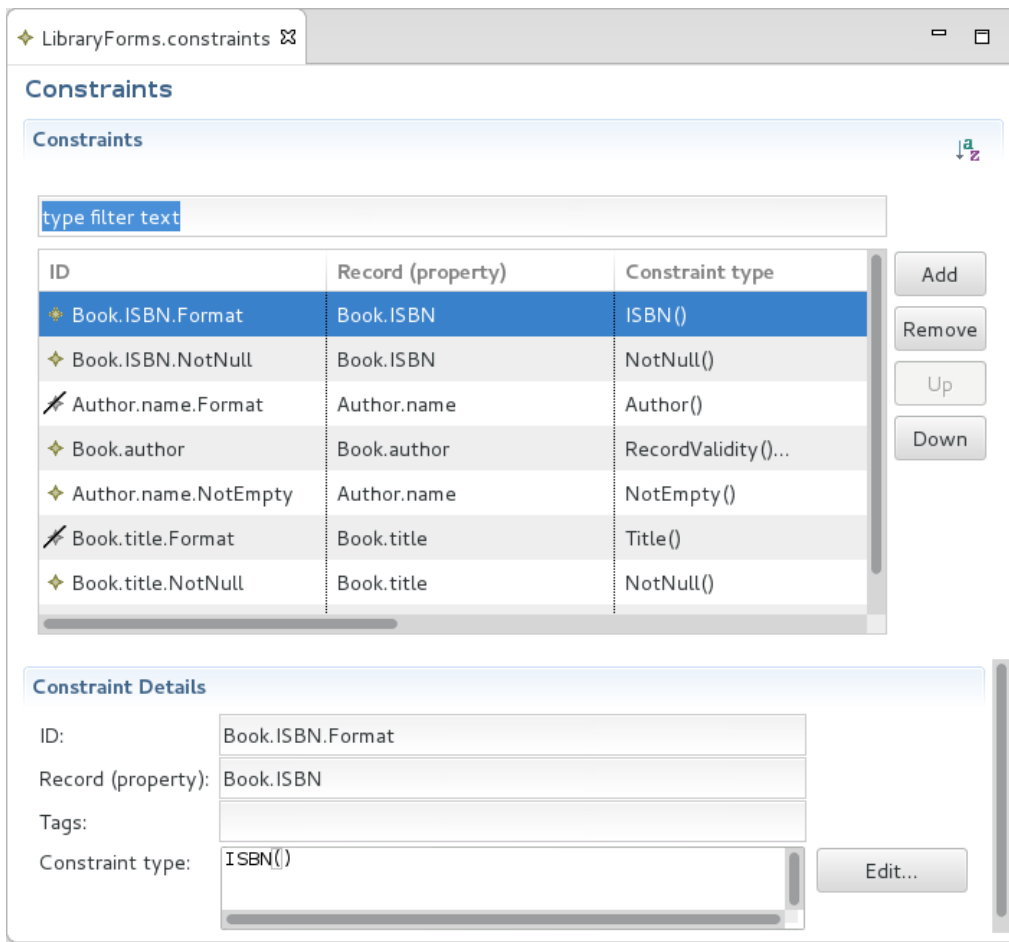 LibraryForms.constraints
Constraints
Constraints
type filter text
ID Record (property) Constraint type
Book.ISBN.Format Book.ISBN ISBN()
Book.ISBN.NotNull Book.ISBN NotNull()
Author.name.Format Author.name Author()
Book.author Book.author RecordValidity()...
Author.name.NotEmpty Author.name NotEmpty()
Book.title.Format Book.title Title()
Book.title.NotNull Book.title NotNull()
Add
Remove
Up
Down
Constraint Details
ID: Book.ISBN.Format
Record (property): Book.ISBN
Tags:
Constraint type: ISBN()
Edit...